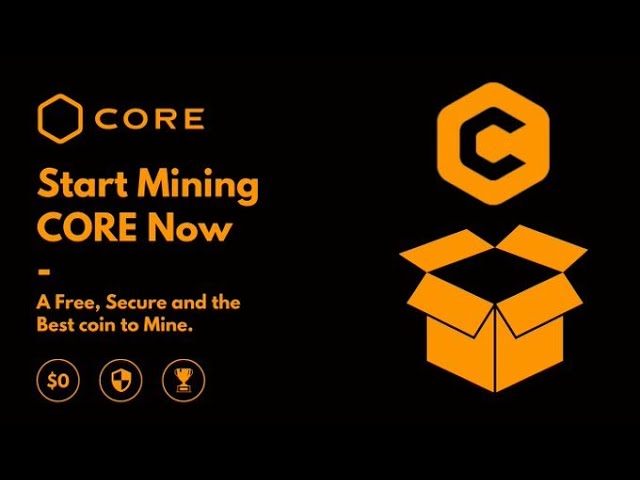 CORE
Start Mining
CORE Now
-
A Free, Secure and the
Best coin to Mine.
$0
C